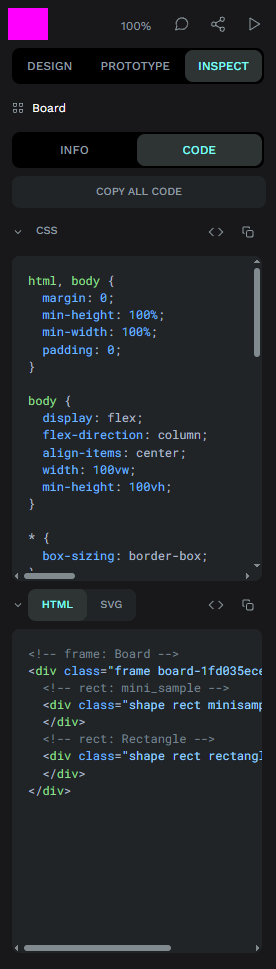 100%
DESIGN PROTOTYPE INSPECT
Board
INFO CODE
COPY ALL CODE
CSS
html, body {
  margin: 0;
  min-height: 100%;
  min-width: 100%;
  padding: 0;
}
body {
  display: flex;
  flex-direction: column;
  align-items: center;
  width: 100vw;
  min-height: 100vh;
}
* {
  box-sizing: border-box;
HTML SVG
<!-- frame: Board -->
<div class="frame board-1fd035ece
  <!-- rect: mini_sample -->
  <div class="shape rect minisamp
  </div>
  <!-- rect: Rectangle -->
  <div class="shape rect rectangl
  </div>
</div>